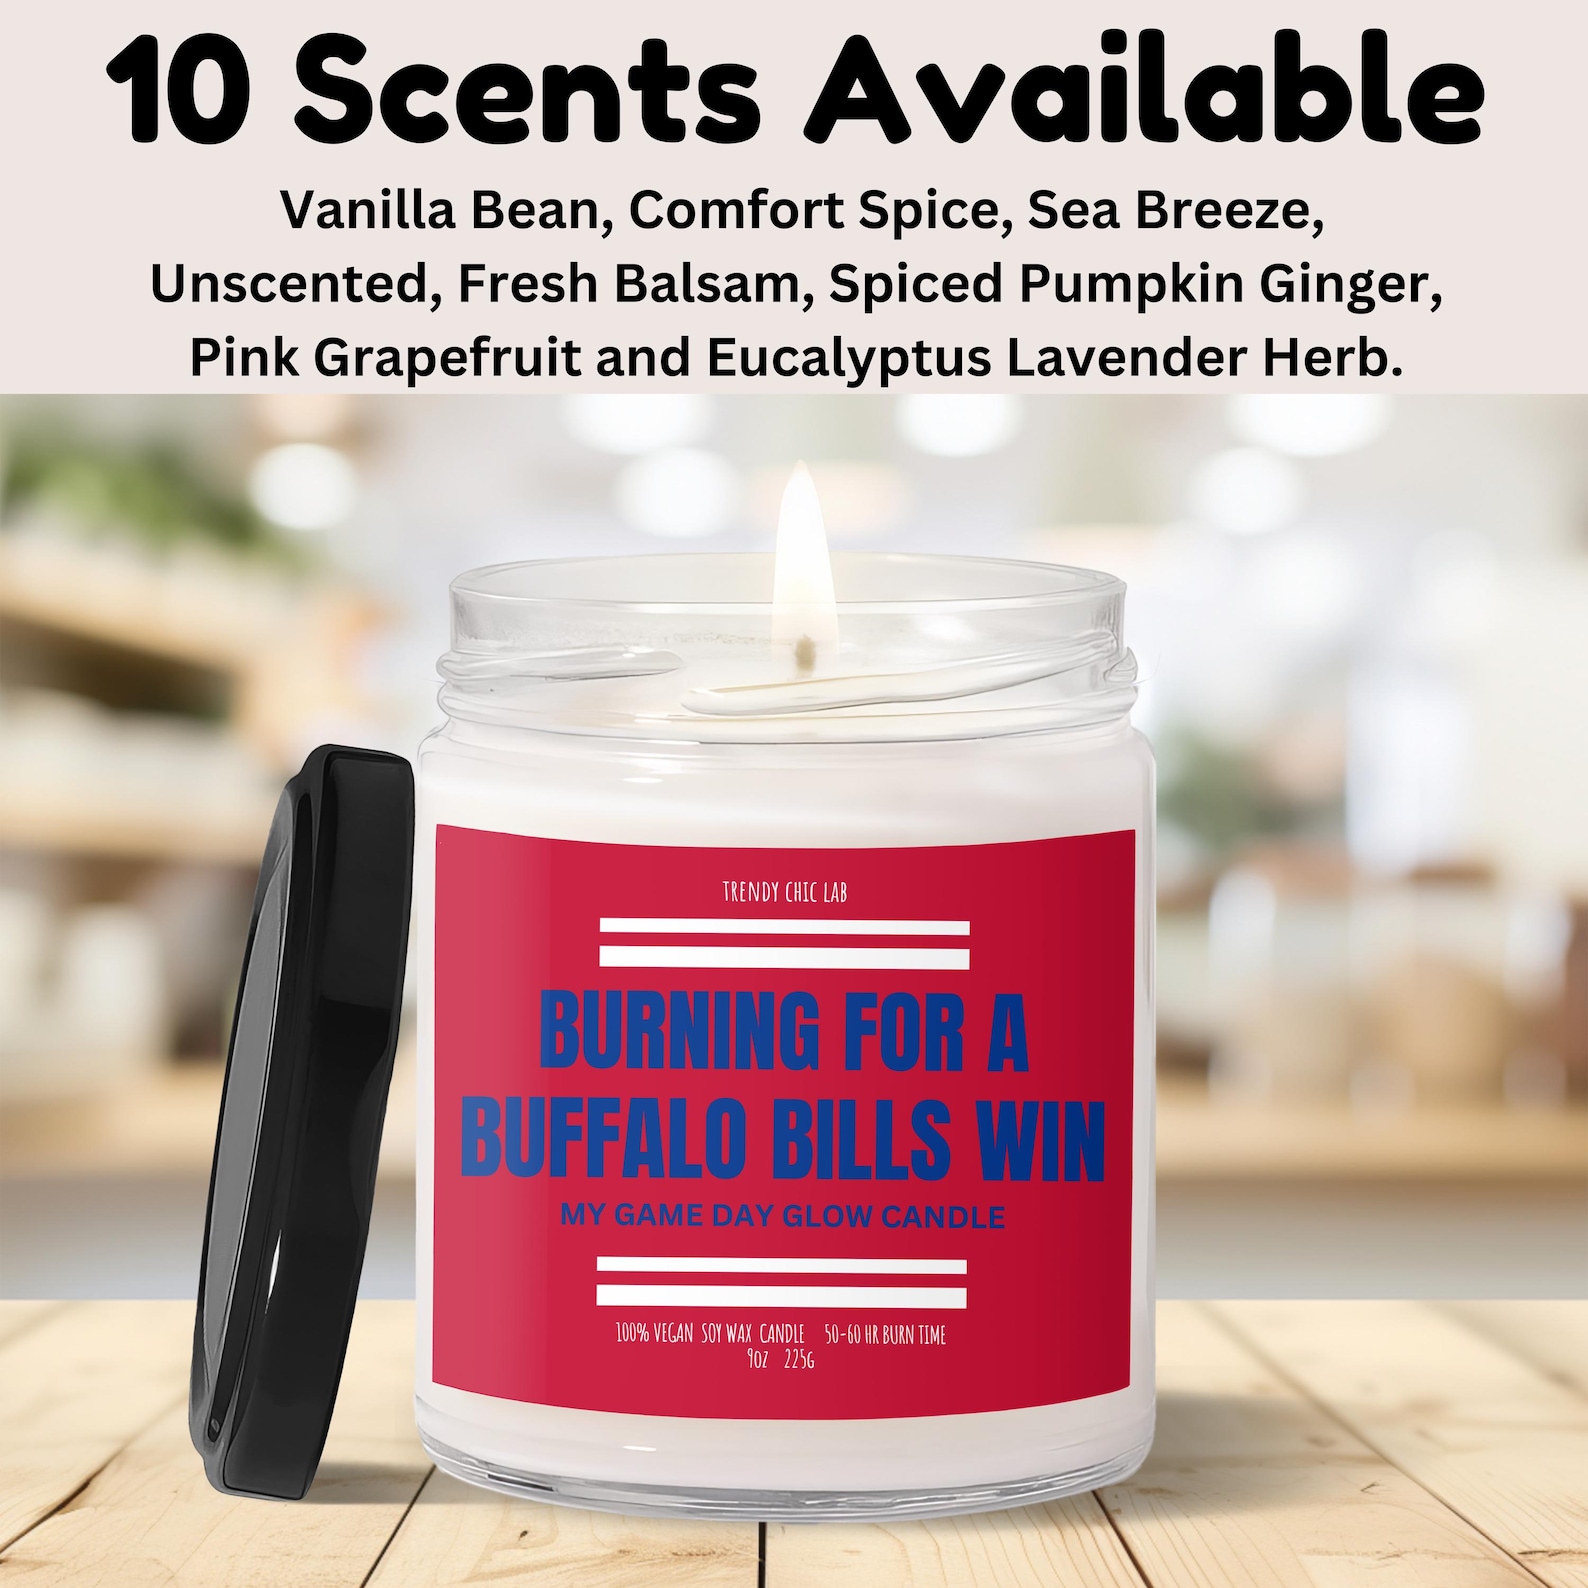 10 Scents Available
Vanilla Bean, Comfort Spice, Sea Breeze,
Unscented, Fresh Balsam, Spiced Pumpkin Ginger,
Pink Grapefruit and Eucalyptus Lavender Herb.
TRENDY CHIC LAB
BURNING FOR A
BUFFALO BILLS WIN
MY GAME DAY GLOW CANDLE
100% VEGAN SOY WAX CANDLE 50-60 HR BURN TIME
9OZ 225G